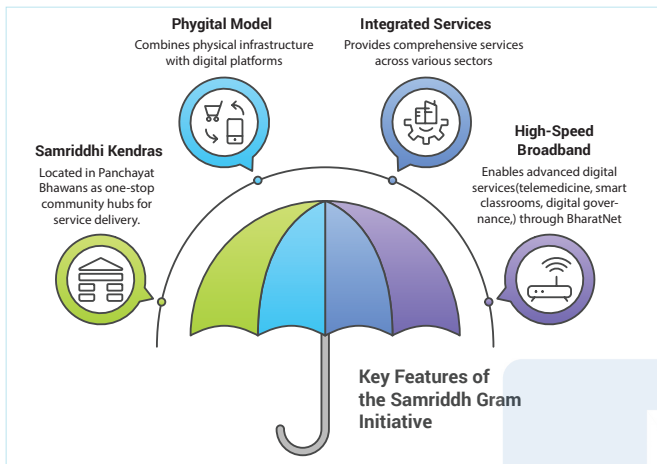 Phygital Model
Combines physical infrastructure
with digital platforms
Integrated Services
Provides comprehensive services
across various sectors
Samriddhi Kendras
Located in Panchayat
Bhawans as one-stop
community hubs for
service delivery.
High-Speed
Broadband
Enables advanced digital
services(telemedicine, smart
classrooms, digital gover-
nance,) through BharatNet
Key Features of
the Samriddh Gram
Initiative